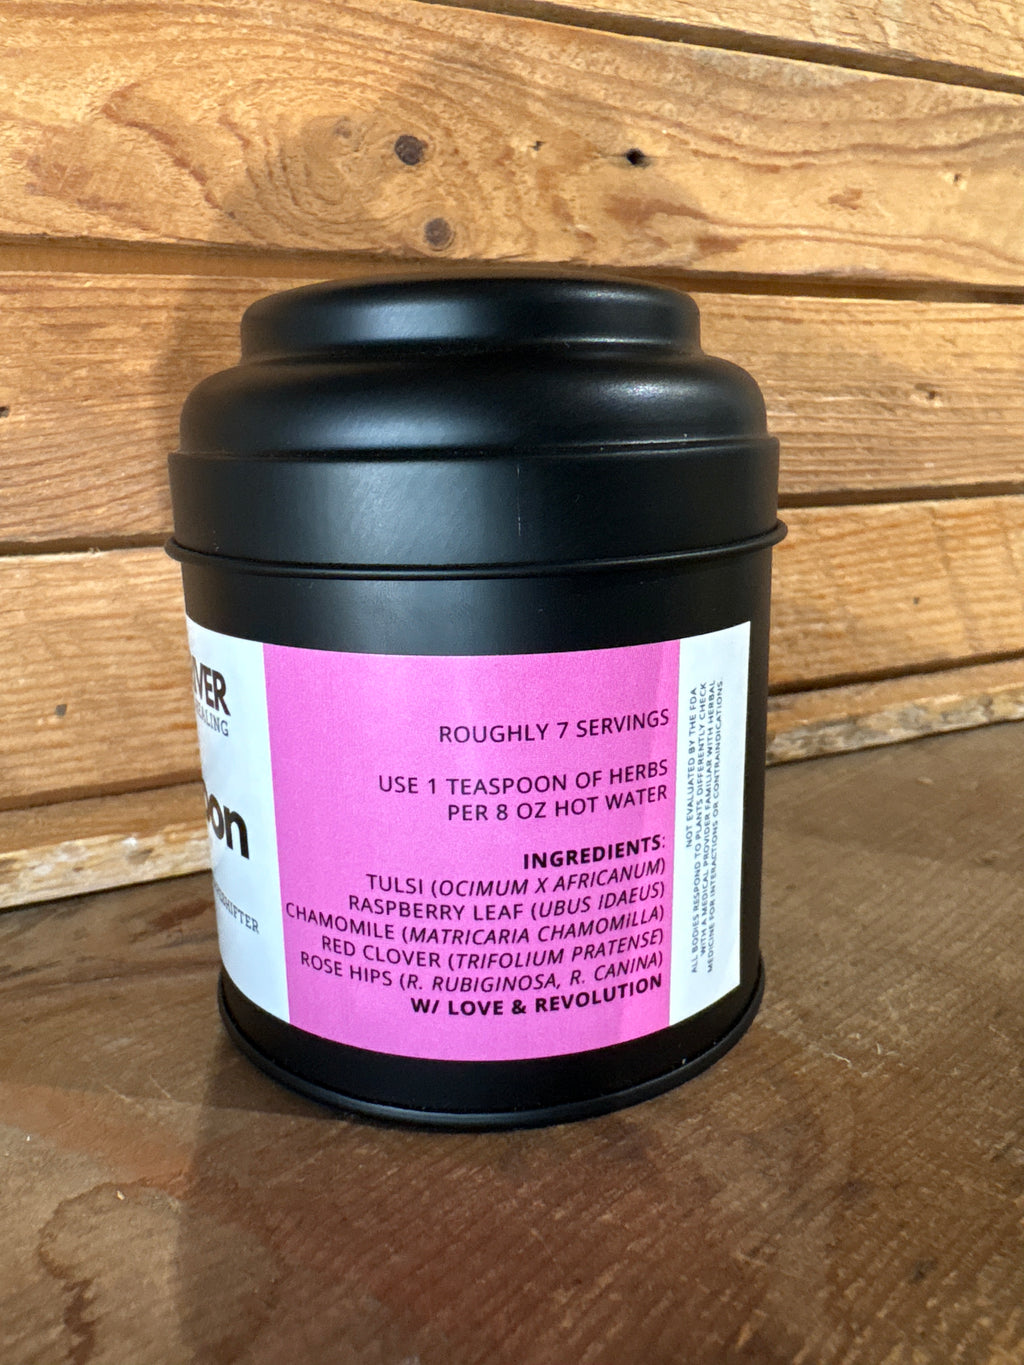 HEALING
ROUGHLY 7 SERVINGS
USE 1 TEASPOON OF HERBS
PER 8 OZ HOT WATER
INGREDIENTS:
TULSI (OCIMUM X AFRICANUM)
RASPBERRY LEAF (UBUS IDAEUS)
CHAMOMILE (MATRICARIA CHAMOMILLA)
RED CLOVER (TRIFOLIUM PRATENSE)
ROSE HIPS (R. RUBIGINOSA, R. CANINA)
W/ LOVE & REVOLUTION
NOT EVALUATED BY THE FDA
ALL BODIES RESPOND TO PLANTS DIFFERENTLY CHECK
WITH A MEDICAL PROVIDER FAMILIAR WITH HERBAL
MEDICINE FOR INTERACTIONS OR CONTRAINDICATIONS.